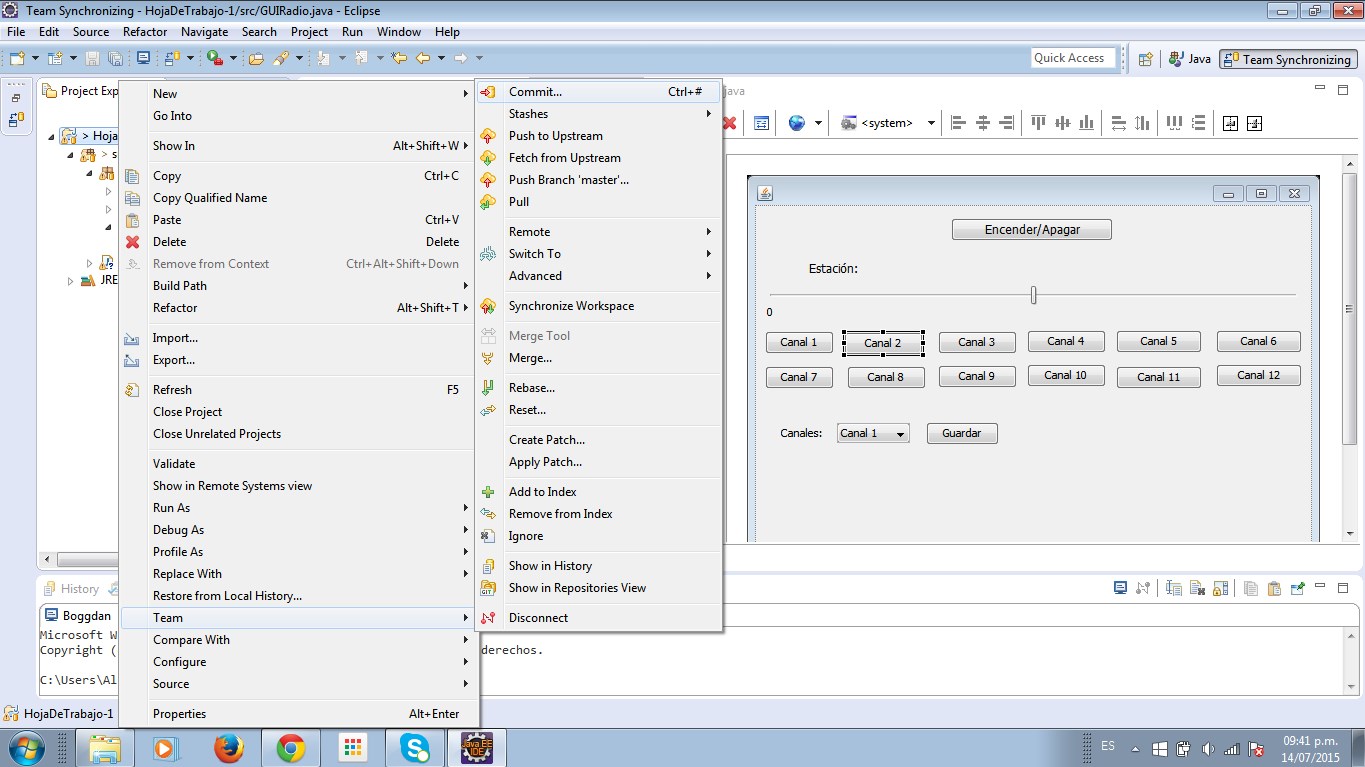 Team Synchronizing - HojaDeTrabajo-1/src/GUIRadio.java - Eclipse
File Edit Source Refactor Navigate Search Project Run Window Help
Quick Access Java Team Synchronizing
Project Exp
java
> Hoja
> s
JRE
<system>
New
Go Into
Show In Alt+Shift+W
Copy Ctrl+C
Copy Qualified Name
Paste Ctrl+V
Delete Delete
Remove from Context Ctrl+Alt+Shift+Down
Build Path
Refactor Alt+Shift+T
Import...
Export...
Refresh F5
Close Project
Close Unrelated Projects
Validate
Show in Remote Systems view
Run As
Debug As
Profile As
Replace With
Restore from Local History...
Team
Compare With
Configure
Source
Properties Alt+Enter
Commit... Ctrl+#
Stashes
Push to Upstream
Fetch from Upstream
Push Branch 'master'...
Pull
Remote
Switch To
Advanced
Synchronize Workspace
Merge Tool
Merge...
Rebase...
Reset...
Create Patch...
Apply Patch...
Add to Index
Remove from Index
Ignore
Show in History
Show in Repositories View
GIT
Disconnect
Encender/Apagar
Estación:
0
Canal 1 Canal 2 Canal 3 Canal 4 Canal 5 Canal 6
Canal 7 Canal 8 Canal 9 Canal 10 Canal 11 Canal 12
Canales: Canal 1 Guardar
History
Boggdan
Microsoft W
Copyright ( derechos.
C:\Users\Al
HojaDeTrabajo-1
Java EE
IDE
ES
09:41 p.m.
14/07/2015